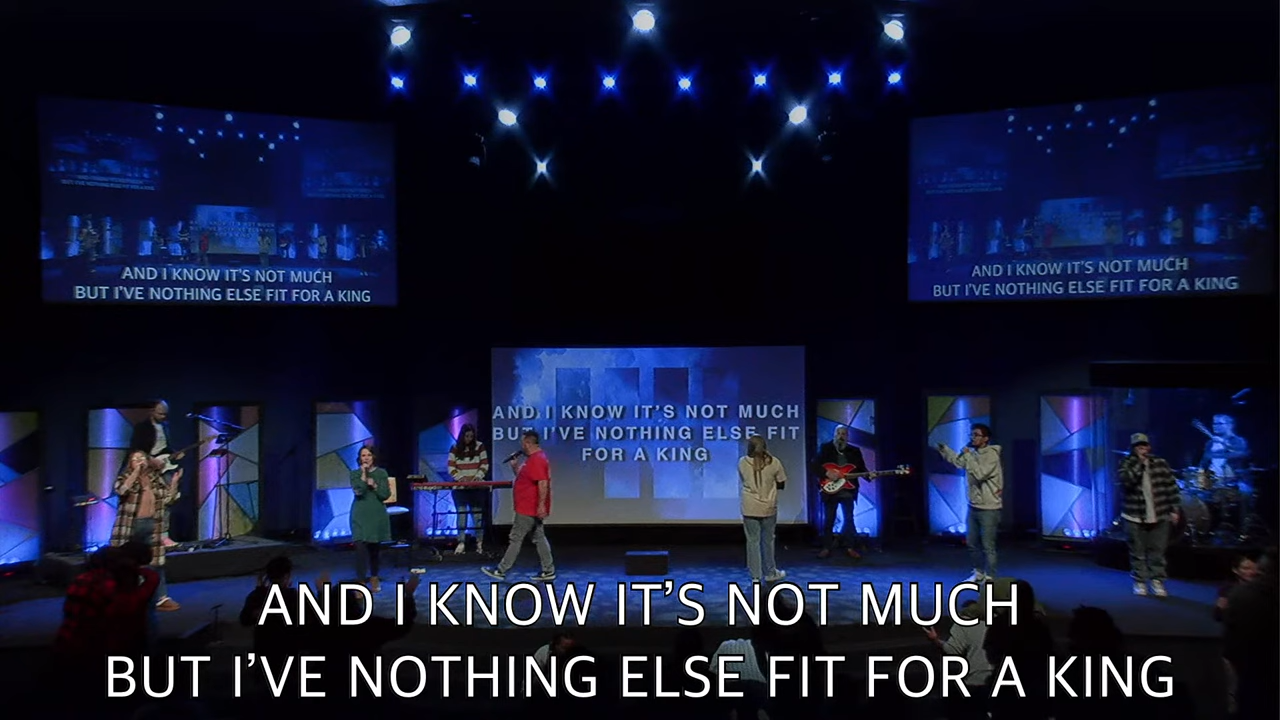 AND I KNOW IT'S NOT MUCH
BUT I'VE NOTHING ELSE FIT FOR A KING
AND I KNOW IT'S NOT MUCH
BUT I'VE NOTHING ELSE FIT FOR A KING
AND I KNOW IT'S NOT MUCH
BUT I'VE NOTHING ELSE FIT
FOR A KING
AND I KNOW IT’S NOT MUCH
BUT I’VE NOTHING ELSE FIT FOR A KING